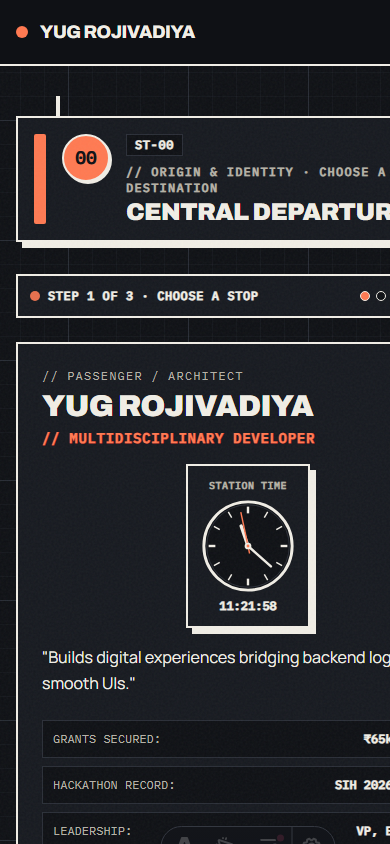 YUG ROJIVADIYA
00
ST-00
// ORIGIN & IDENTITY · CHOOSE A
DESTINATION
CENTRAL DEPARTUR
STEP 1 OF 3 · CHOOSE A STOP
// PASSENGER / ARCHITECT
YUG ROJIVADIYA
// MULTIDISCIPLINARY DEVELOPER
STATION TIME
11:21:58
"Builds digital experiences bridging backend log
smooth UIs."
GRANTS SECURED: ₹65k
HACKATHON RECORD: SIH 2026
LEADERSHIP: VP, E